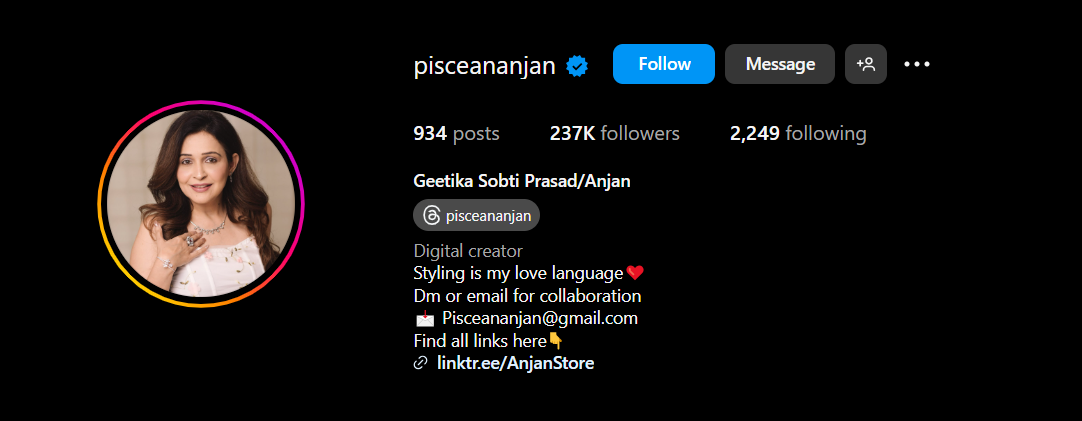 pisceananjan Follow Message
934 posts 237K followers 2,249 following
Geetika Sobti Prasad/Anjan
pisceananjan
Digital creator
Styling is my love language❤️
Dm or email for collaboration
📩 Pisceananjan@gmail.com
Find all links here👇
linktr.ee/AnjanStore